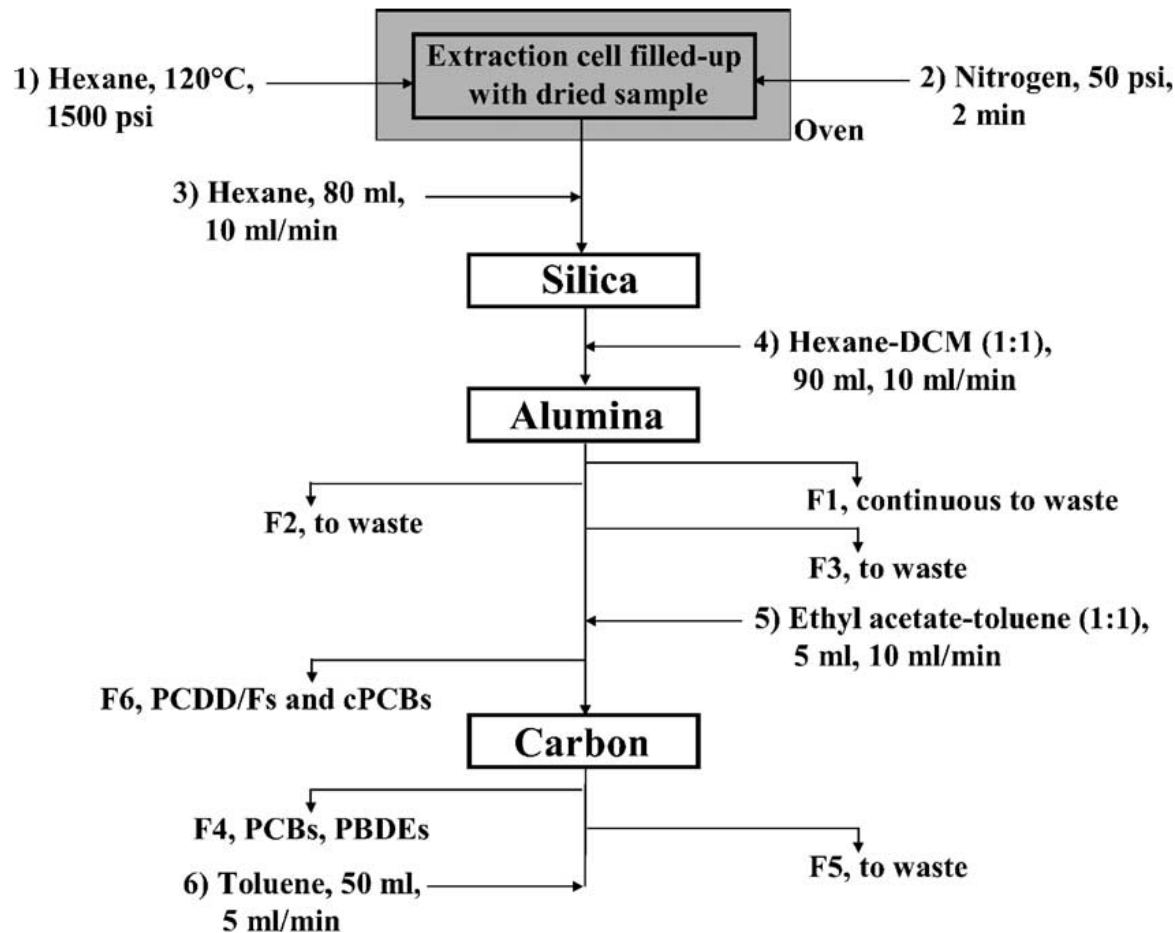 Extraction cell filled-up
with dried sample
1) Hexane, 120°C,
1500 psi
2) Nitrogen, 50 psi,
2 min
Oven
3) Hexane, 80 ml,
10 ml/min
Silica
4) Hexane-DCM (1:1),
90 ml, 10 ml/min
Alumina
F1, continuous to waste
F2, to waste
F3, to waste
5) Ethyl acetate-toluene (1:1),
5 ml, 10 ml/min
F6, PCDD/Fs and cPCBs
Carbon
F4, PCBs, PBDEs
F5, to waste
6) Toluene, 50 ml,
5 ml/min